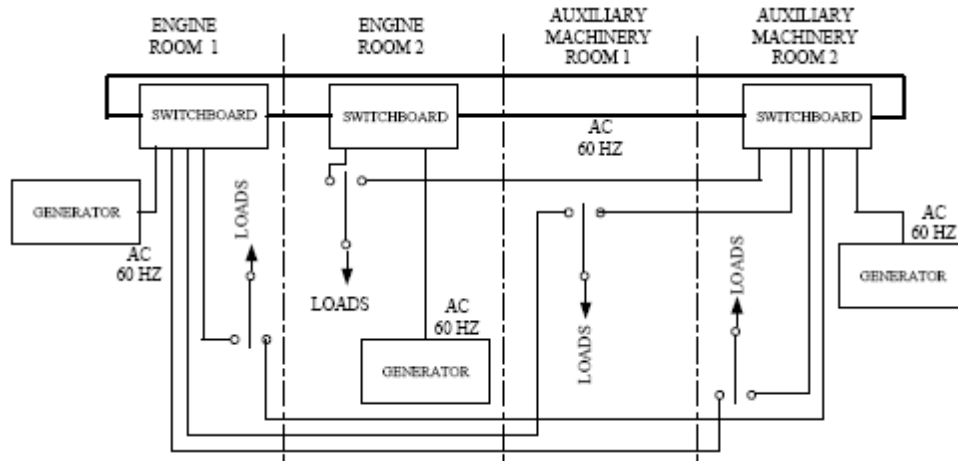 ENGINE
ROOM 1
ENGINE
ROOM 2
AUXILIARY
MACHINERY
ROOM 1
AUXILIARY
MACHINERY
ROOM 2
SWITCHBOARD
SWITCHBOARD
SWITCHBOARD
AC
60 HZ
GENERATOR
AC
60 HZ
LOADS
LOADS
AC
60 HZ
GENERATOR
LOADS
LOADS
AC
60 HZ
GENERATOR